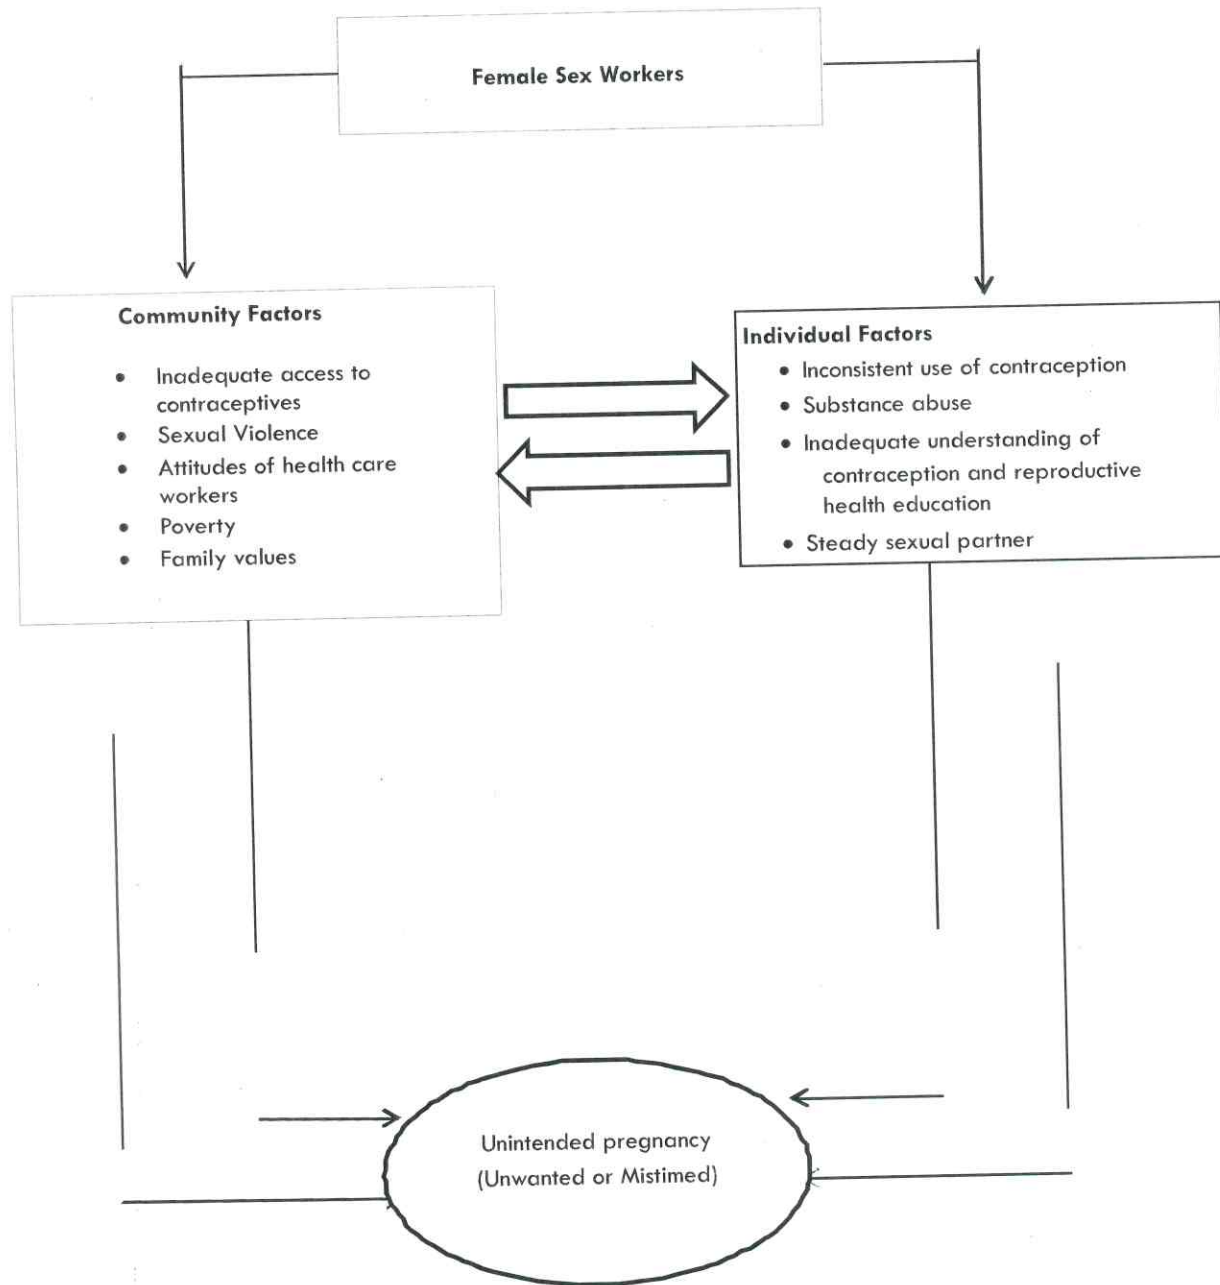 Female Sex Workers
Community Factors
• Inadequate access to
contraceptives
• Sexual Violence
• Attitudes of health care
workers
• Poverty
• Family values
Individual Factors
• Inconsistent use of contraception
• Substance abuse
• Inadequate understanding of
contraception and reproductive
health education
• Steady sexual partner
Unintended pregnancy
(Unwanted or Mistimed)